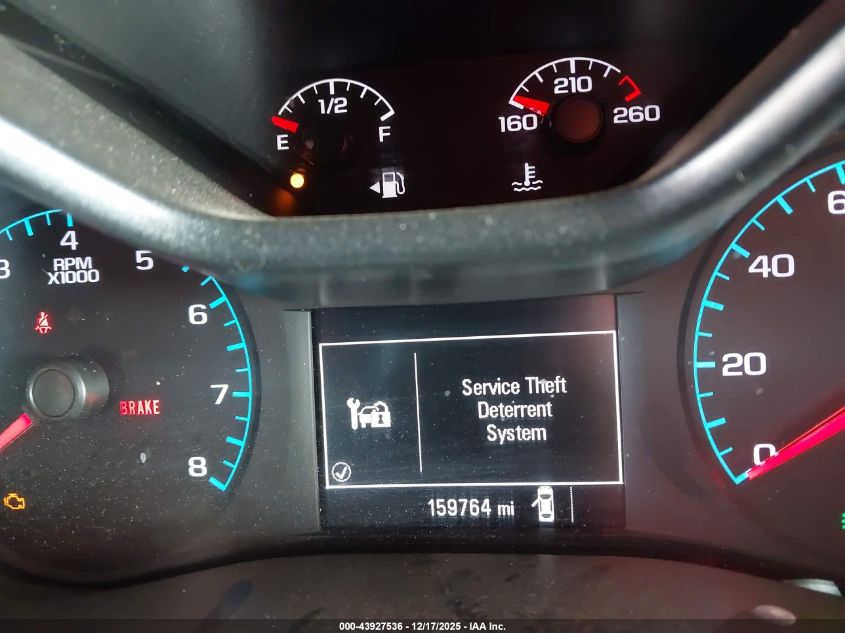 1/2
E
F
160
210
260
3
4
5
6
7
8
RPM
X1000
BRAKE
Service Theft
Deterrent
System
159764 mi
0
20
40
000-43927536 | 12/17/2025 - IAA Inc.